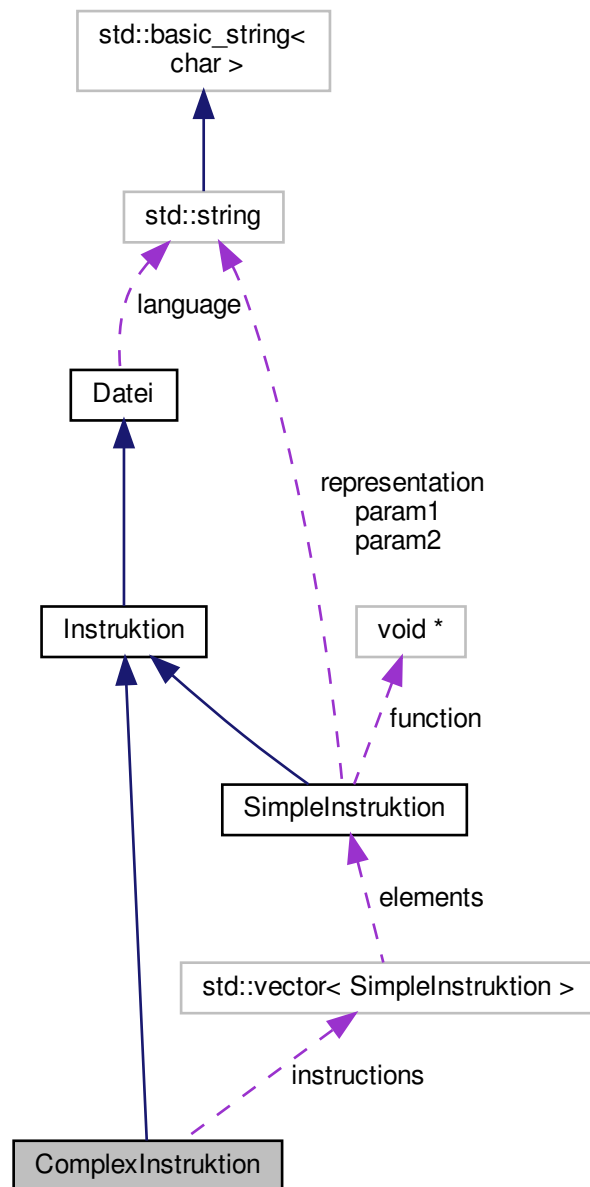 std::basic_string<
char >
std::string
language
Datei
representation
param1
param2
Instruktion
void *
function
SimpleInstruktion
elements
std::vector< SimpleInstruktion >
instructions
ComplexInstruktion